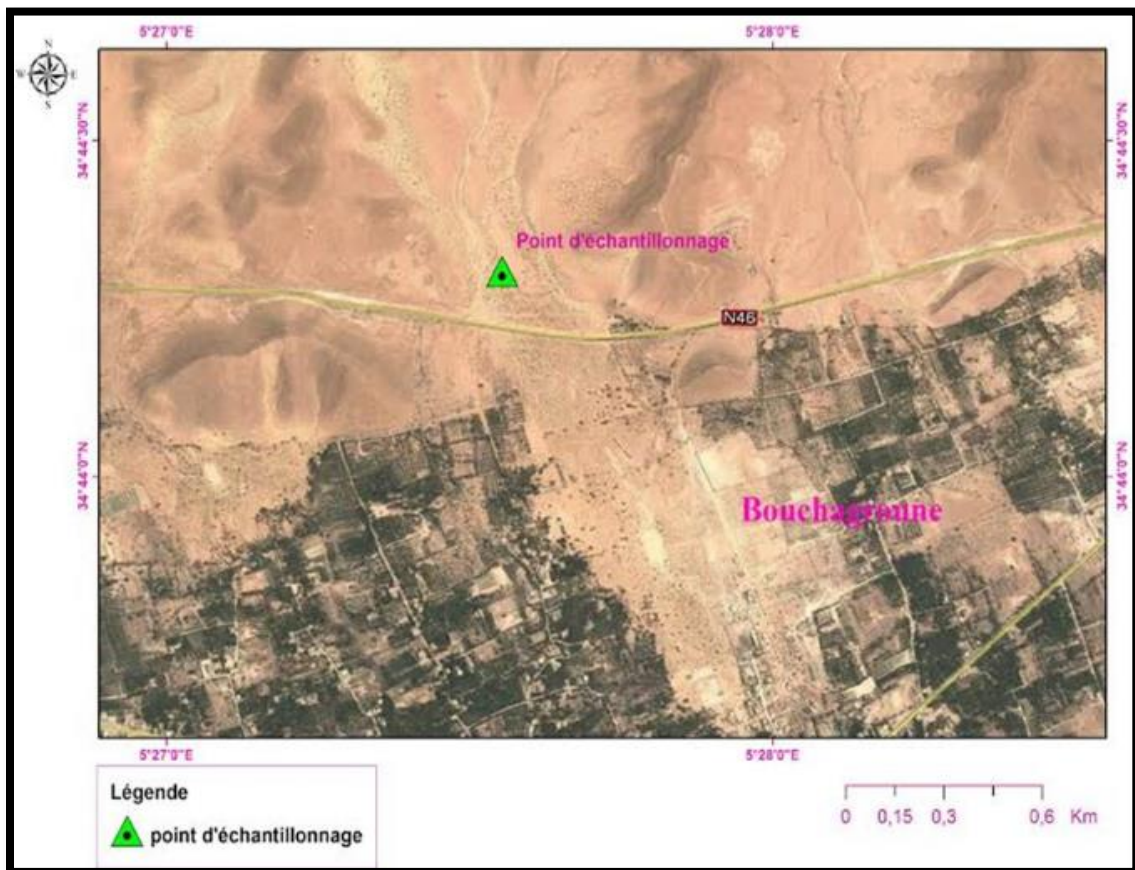 5°27'0"E
5°28'0"E
N
W
E
S
34°44'30"N
34°44'30"N
Point d'échantillonnage
N46
34°44'0"N
34°44'0"N
Bouchagronne
5°27'0"E
5°28'0"E
Légende
point d'échantillonnage
0 0,15 0,3 0,6 Km